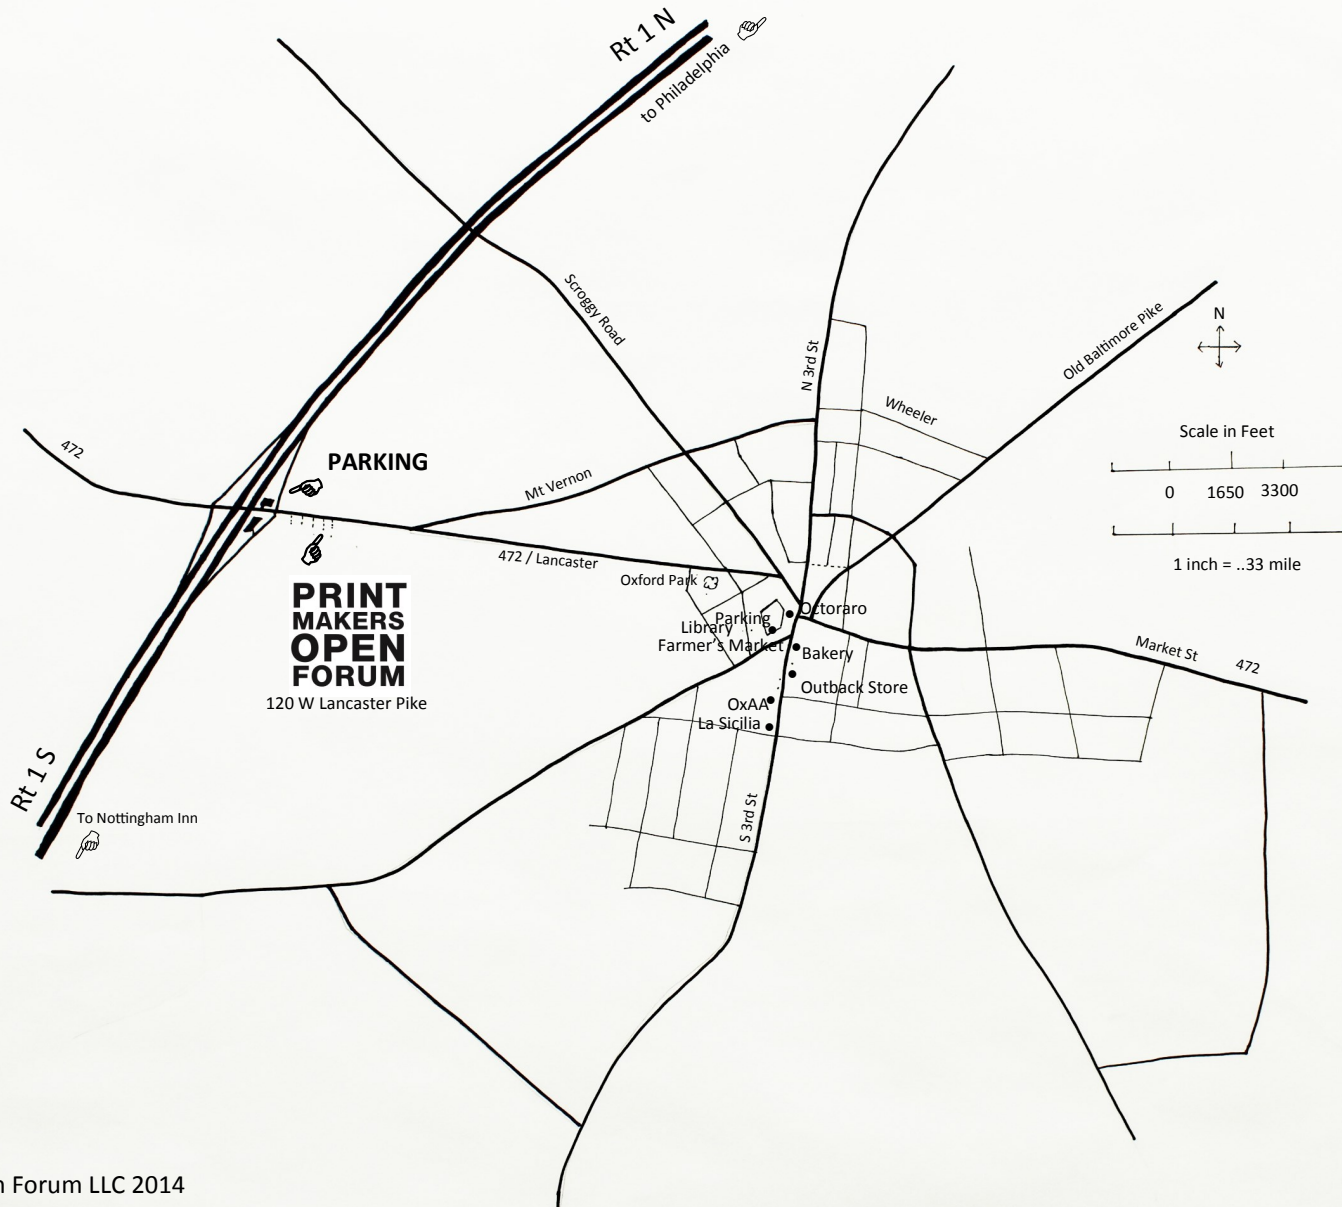 Rt 1 N
to Philadelphia
Scroggy Road
N 3rd St
Old Baltimore Pike
N
Wheeler
Scale in Feet
0 1650 3300
1 inch = ..33 mile
472
PARKING
Mt Vernon
472 / Lancaster
Oxford Park
PRINT
MAKERS
OPEN
FORUM
120 W Lancaster Pike
Octoraro
Parking
Library
Farmer's Market
Bakery
Outback Store
OxAA
La Sicilia
Market St
472
Rt 1 S
To Nottingham Inn
S 3rd St
Forum LLC 2014